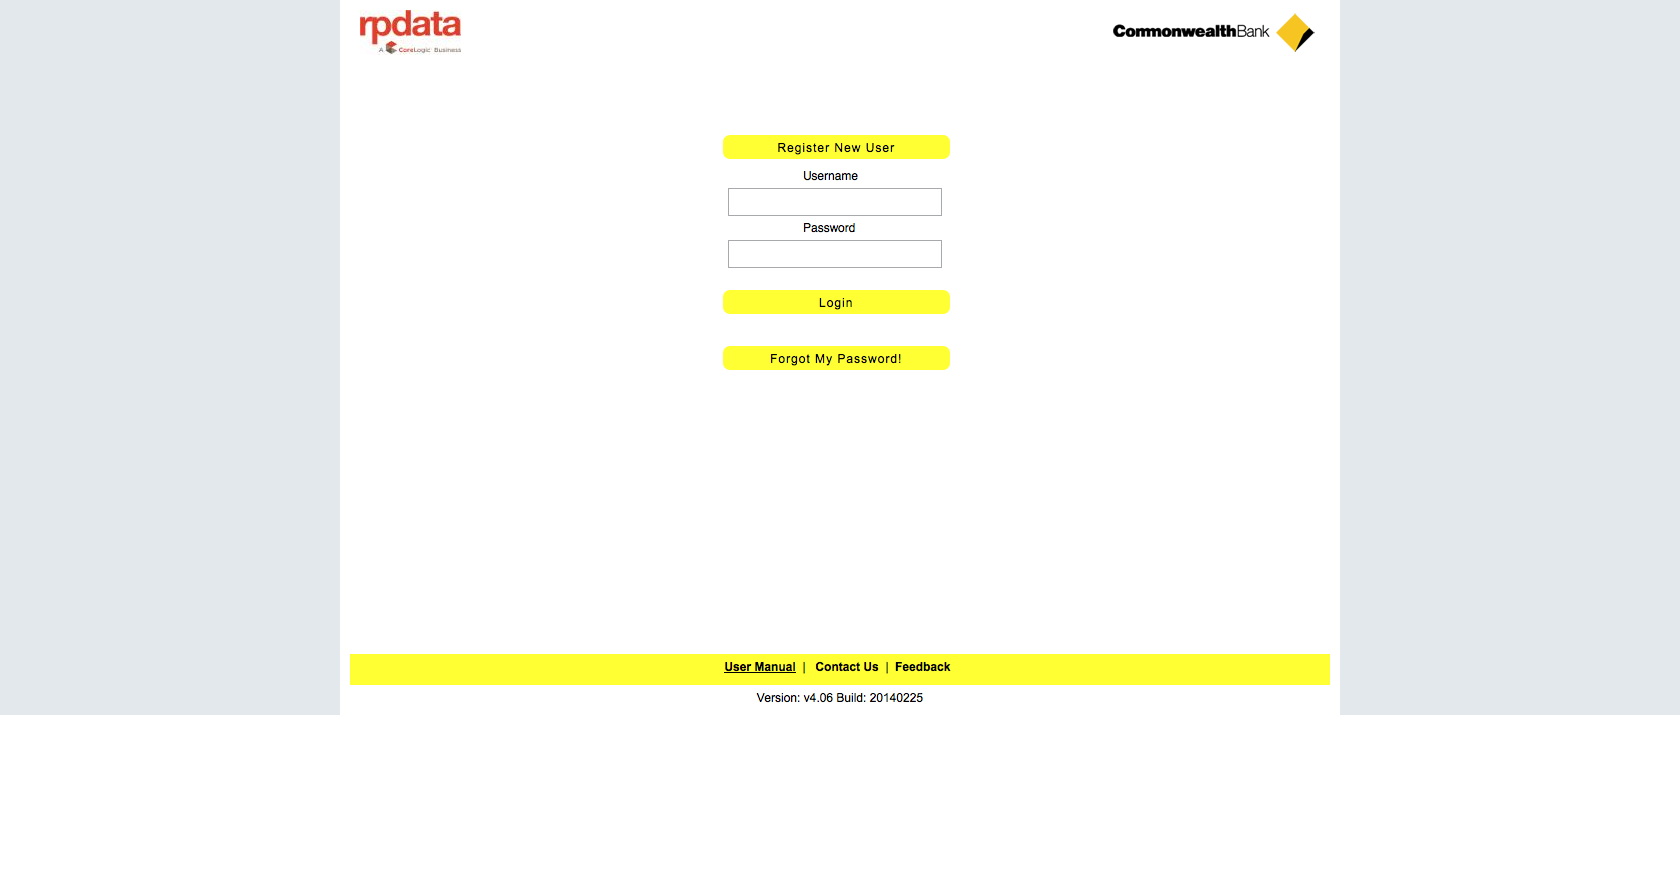 rpdata
A CoreLogic Business
CommonwealthBank
Register New User
Username
Password
Login
Forgot My Password!
User Manual | Contact Us | Feedback
Version: v4.06 Build: 20140225